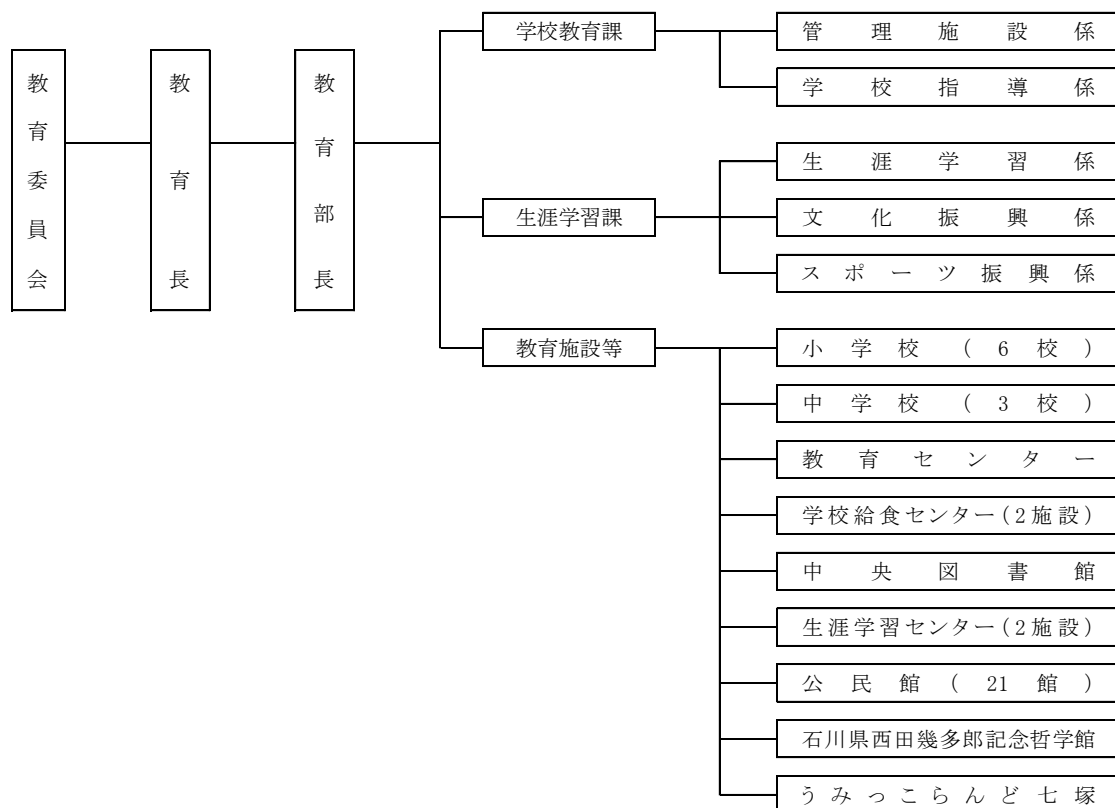 教育委員会
教育長
教育部長
学校教育課
管理施設係
学校指導係
生涯学習課
生涯学習係
文化振興係
スポーツ振興係
教育施設等
小学校(6校)
中学校(3校)
教育センター
学校給食センター(2施設)
中央図書館
生涯学習センター(2施設)
公民館(21館)
石川県西田幾多郎記念哲学館
うみっこらんど七塚